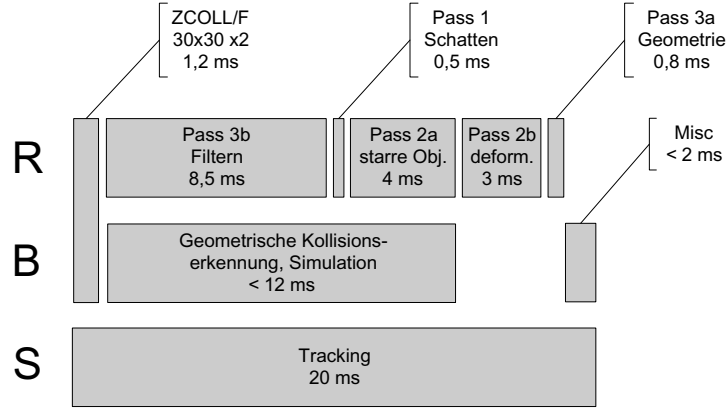 ZCOLL/F
30x30 x2
1,2 ms
Pass 1
Schatten
0,5 ms
Pass 3a
Geometrie
0,8 ms
R
Pass 3b
Filtern
8,5 ms
Pass 2a
starre Obj.
4 ms
Pass 2b
deform.
3 ms
Misc
< 2 ms
B
Geometrische Kollisions-
erkennung, Simulation
< 12 ms
S
Tracking
20 ms